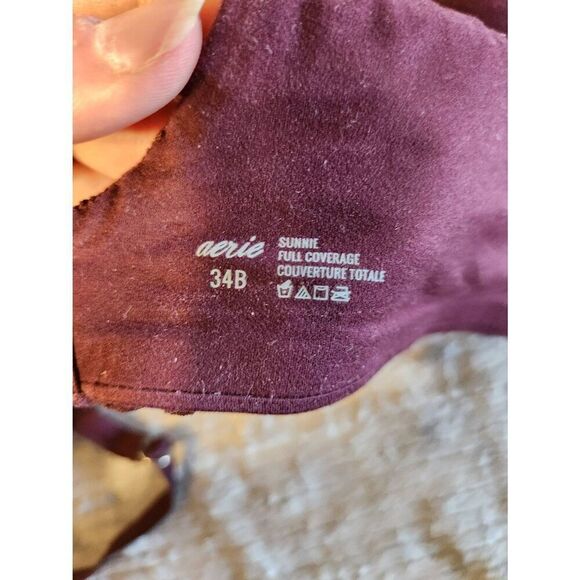 aerie
34B
SUNNIE
FULL COVERAGE
COUVERTURE TOTALE